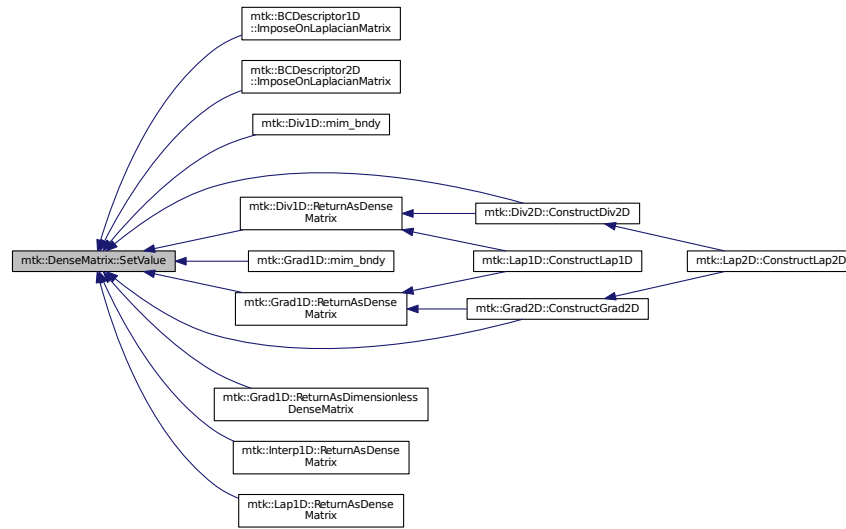 mtk::BCDescriptor1D
::ImposeOnLaplacianMatrix
mtk::BCDescriptor2D
::ImposeOnLaplacianMatrix
mtk::Div1D::mim_bndy
mtk::Div1D::ReturnAsDense
Matrix
mtk::Div2D::ConstructDiv2D
mtk::DenseMatrix::SetValue
mtk::Grad1D::mim_bndy
mtk::Lap1D::ConstructLap1D
mtk::Lap2D::ConstructLap2D
mtk::Grad1D::ReturnAsDense
Matrix
mtk::Grad2D::ConstructGrad2D
mtk::Grad1D::ReturnAsDimensionless
DenseMatrix
mtk::Interp1D::ReturnAsDense
Matrix
mtk::Lap1D::ReturnAsDense
Matrix